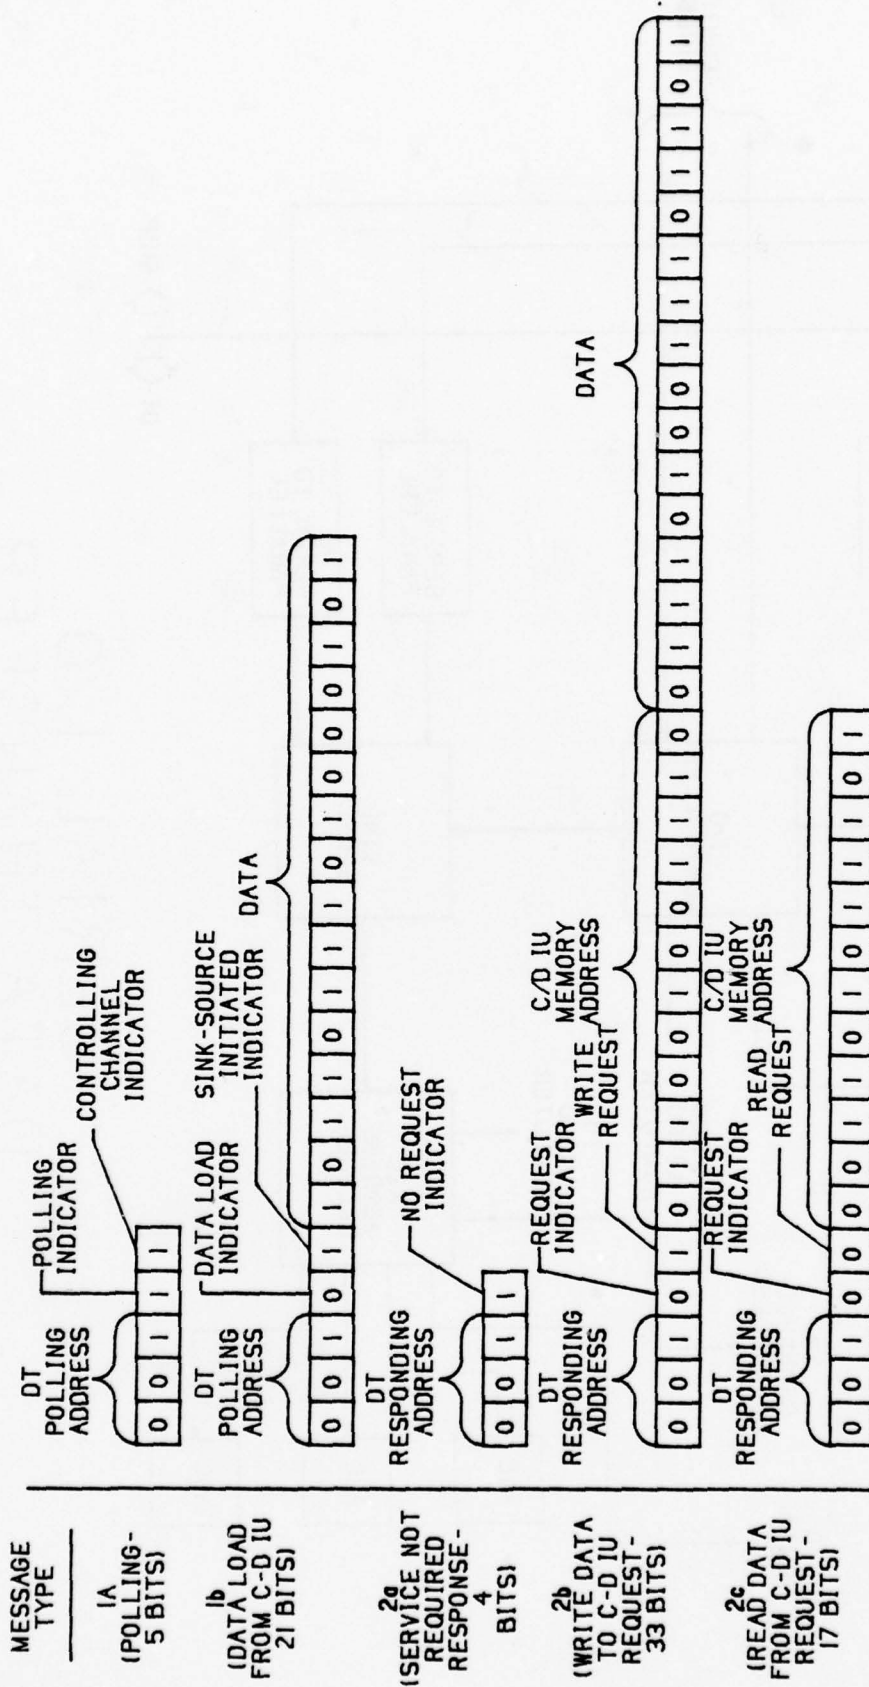 MESSAGE
TYPE
1A
(POLLING-
5 BITS)
DT
POLLING
ADDRESS
POLLING
INDICATOR
CONTROLLING
CHANNEL
INDICATOR
0 0 1 1 1
1b
(DATA LOAD
FROM C-D IU
21 BITS)
DT
POLLING
ADDRESS
DATA LOAD
INDICATOR
SINK-SOURCE
INITIATED
INDICATOR
DATA
0 0 1 0 1 1 0 1 0 1 1 1 1 0 1 0 0 0 1 0 1
2a
(SERVICE NOT
REQUIRED
RESPONSE-
4
BITS)
DT
RESPONDING
ADDRESS
NO REQUEST
INDICATOR
0 0 1 1
2b
(WRITE DATA
TO C-D IU
REQUEST-
33 BITS)
DT
RESPONDING
ADDRESS
REQUEST
INDICATOR
WRITE
REQUEST
C/D IU
MEMORY
ADDRESS
DATA
0 0 1 0 1 0 1 1 0 0 1 0 0 1 1 1 0 0 1 1 1 0 1 0 0 1 1 1 0 1 1 0 1
2c
(READ DATA
FROM C-D IU
REQUEST-
17 BITS)
DT
RESPONDING
ADDRESS
REQUEST
INDICATOR
READ
REQUEST
C/D IU
MEMORY
ADDRESS
0 0 1 0 0 0 0 1 1 0 1 0 1 1 1 0 1